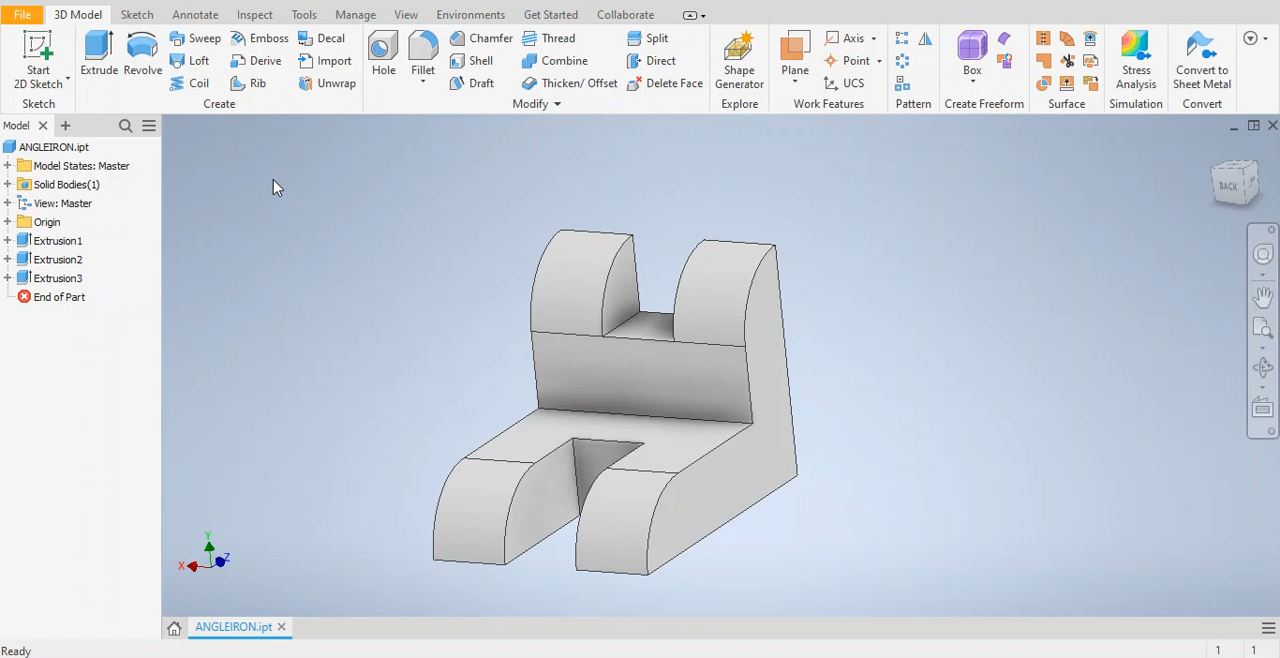 File 3D Model Sketch Annotate Inspect Tools Manage View Environments Get Started Collaborate
Start
2D Sketch
Sketch
Extrude
Revolve
Sweep
Loft
Coil
Emboss
Derive
Rib
Decal
Import
Unwrap
Create
Hole
Fillet
Chamfer
Shell
Draft
Thread
Combine
Thicken/ Offset
Split
Direct
Delete Face
Modify
Shape
Generator
Explore
Plane
Axis
Point
UCS
Work Features
Pattern
Box
Create Freeform
Surface
Stress
Analysis
Simulation
Convert to
Sheet Metal
Convert
Model
ANGLEIRON.ipt
Model States: Master
Solid Bodies(1)
View: Master
Origin
Extrusion1
Extrusion2
Extrusion3
End of Part
BACK
Y
X
Z
ANGLEIRON.ipt
Ready
1 1